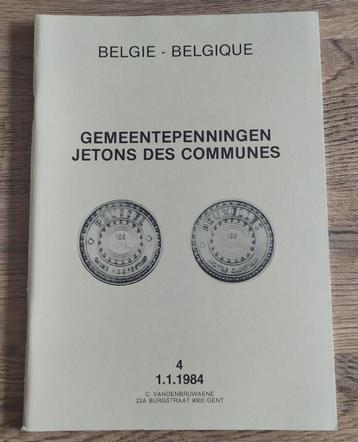 BELGIE - BELGIQUE
GEMEENTEPENNINGEN
JETONS DES COMMUNES
4
1.1.1984
C. VANDENBRUWAENE
22A BURGSTRAAT 9000 GENT